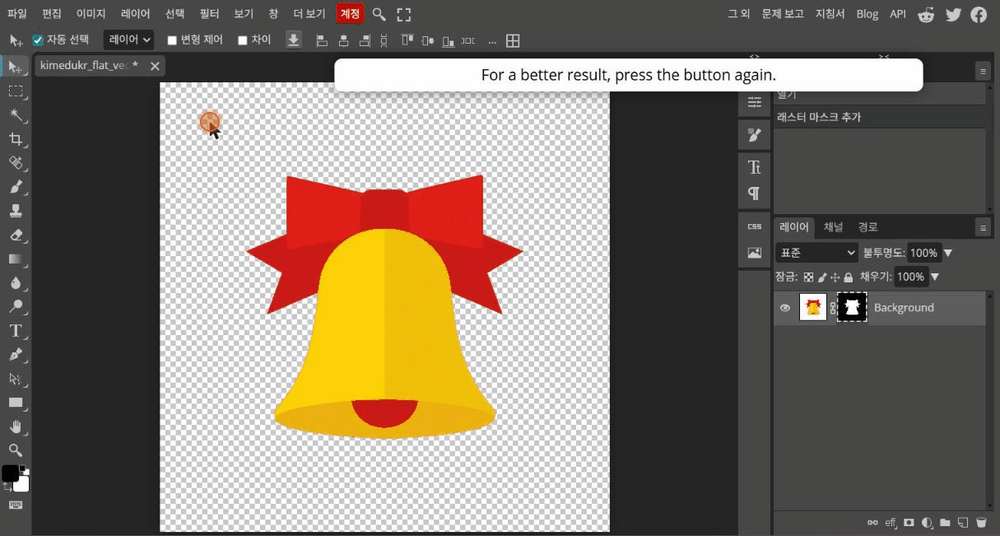 파일 편집 이미지 레이어 선택 필터 보기 창 더 보기 계정 그 외 문제 보고 지침서 Blog API
자동 선택 레이어 변형 제어 차이 ...
kimedukr_flat_vec *
For a better result, press the button again.
열기
래스터 마스크 추가
CSS
레이어 채널 경로
표준 불투명도: 100%
잠금: 채우기: 100%
Background
eff